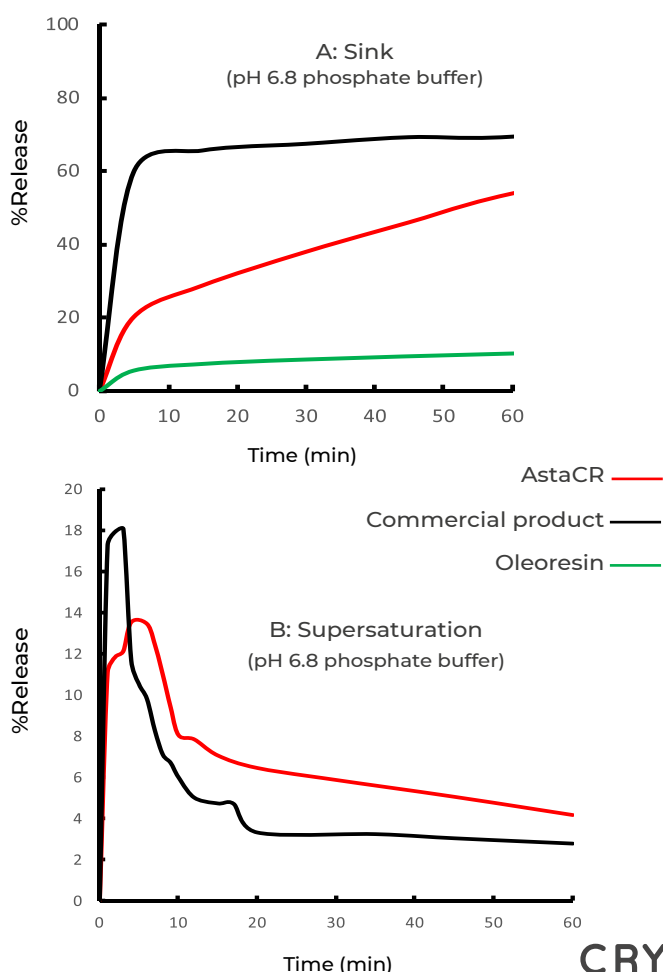 100
A: Sink
(pH 6.8 phosphate buffer)
80
60
40
20
0
%Release
0 10 20 30 40 50 60
Time (min)
AstaCR
Commercial product
Oleoresin
20
18
16
14
12
10
8
6
4
2
0
%Release
B: Supersaturation
(pH 6.8 phosphate buffer)
0 10 20 30 40 50 60
Time (min)
CRY